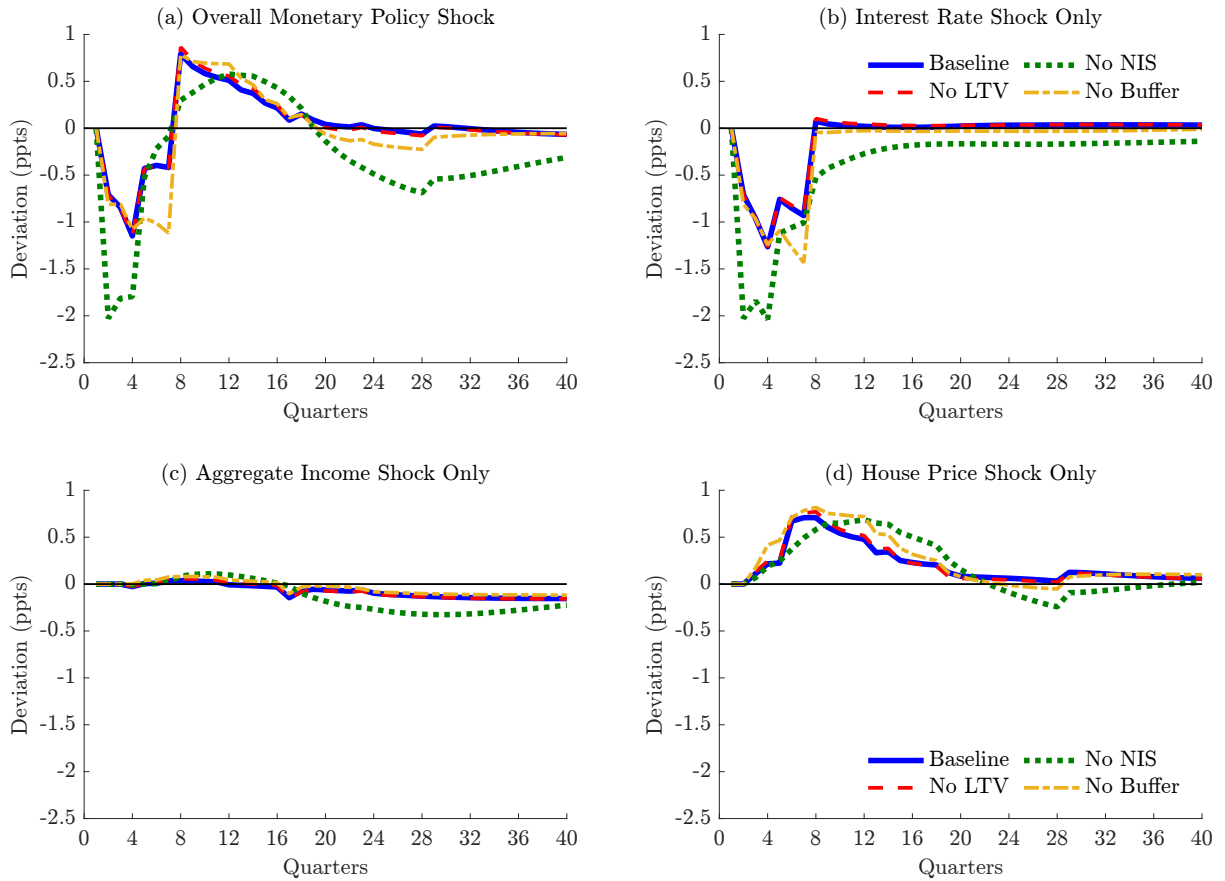 (a) Overall Monetary Policy Shock
Deviation (ppts)
1
0.5
0
-0.5
-1
-1.5
-2
-2.5
0 4 8 12 16 20 24 28 32 36 40
Quarters
(b) Interest Rate Shock Only
Baseline No NIS
No LTV No Buffer
Deviation (ppts)
1
0.5
0
-0.5
-1
-1.5
-2
-2.5
0 4 8 12 16 20 24 28 32 36 40
Quarters
(c) Aggregate Income Shock Only
Deviation (ppts)
1
0.5
0
-0.5
-1
-1.5
-2
-2.5
0 4 8 12 16 20 24 28 32 36 40
Quarters
(d) House Price Shock Only
Deviation (ppts)
1
0.5
0
-0.5
-1
-1.5
-2
-2.5
Baseline No NIS
No LTV No Buffer
0 4 8 12 16 20 24 28 32 36 40
Quarters